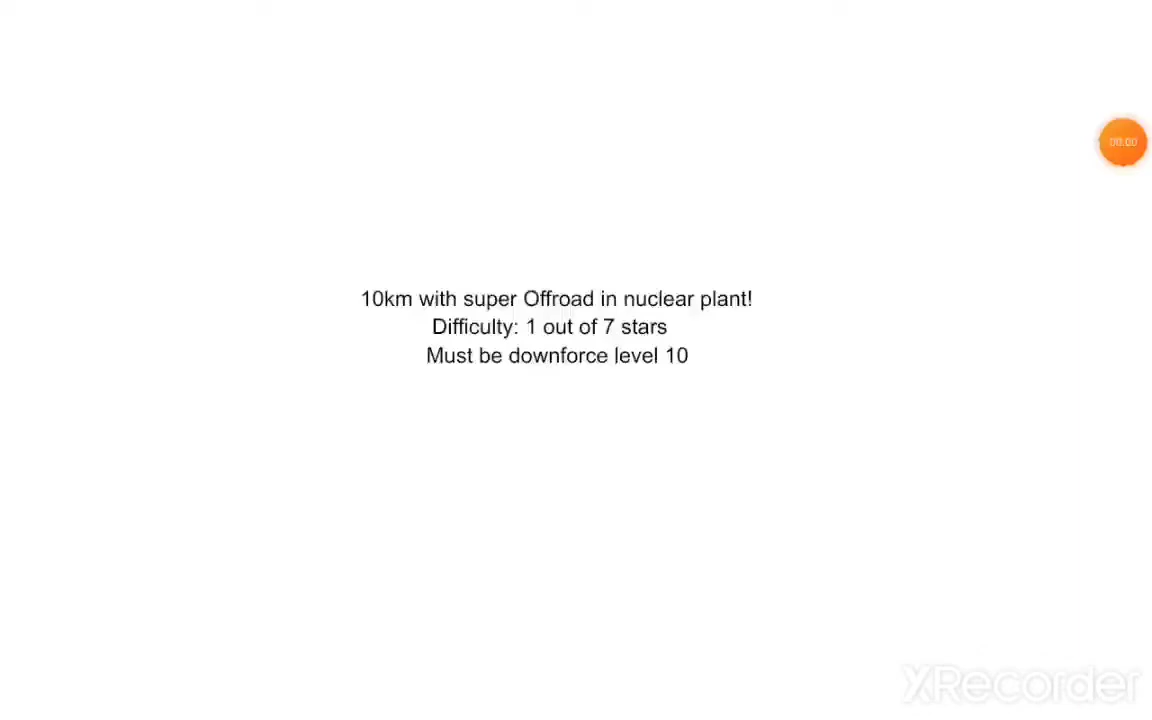 00:00
10km with super Offroad in nuclear plant!
Difficulty: 1 out of 7 stars
Must be downforce level 10
XRecorder